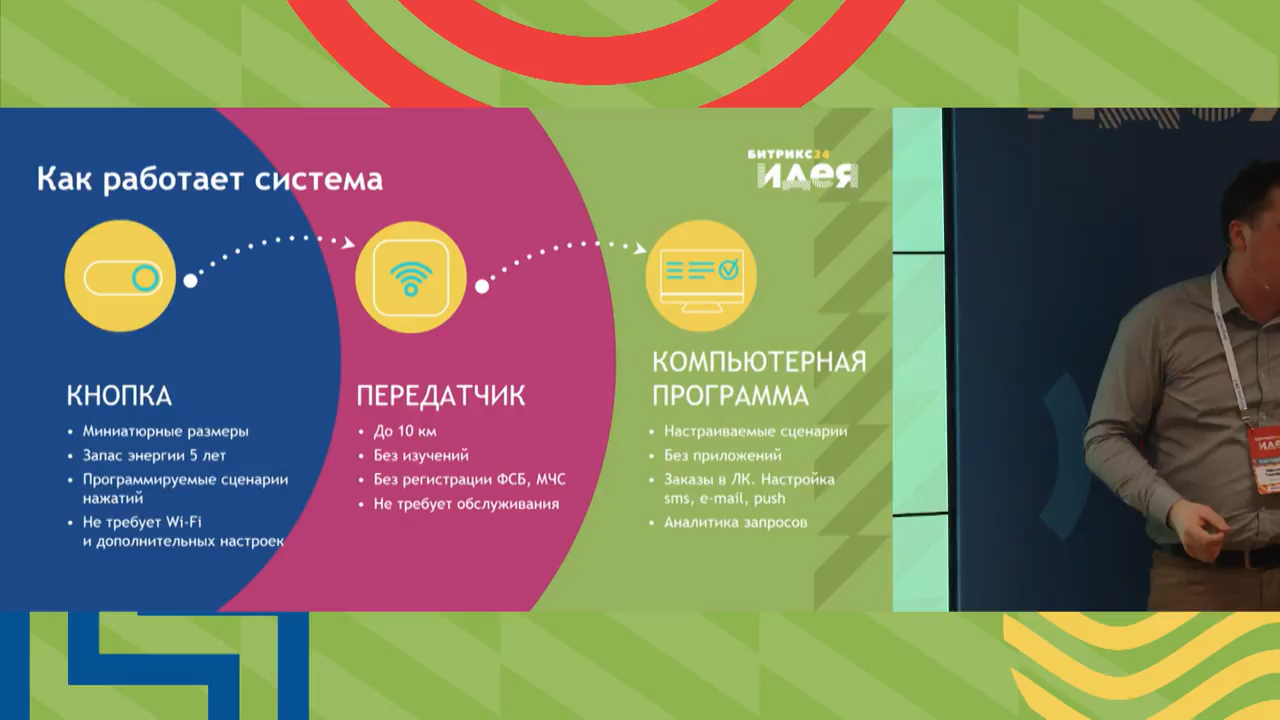 Как работает система
БИТРИКС24
идея
КНОПКА
• Миниатюрные размеры
• Запас энергии 5 лет
• Программируемые сценарии
нажатий
• Не требует Wi-Fi
и дополнительных настроек
ПЕРЕДАТЧИК
• До 10 км
• Без изучений
• Без регистрации ФСБ, МЧС
• Не требует обслуживания
КОМПЬЮТЕРНАЯ
ПРОГРАММА
• Настраиваемые сценарии
• Без приложений
• Заказы в ЛК. Настройка
sms, e-mail, push
• Аналитика запросов